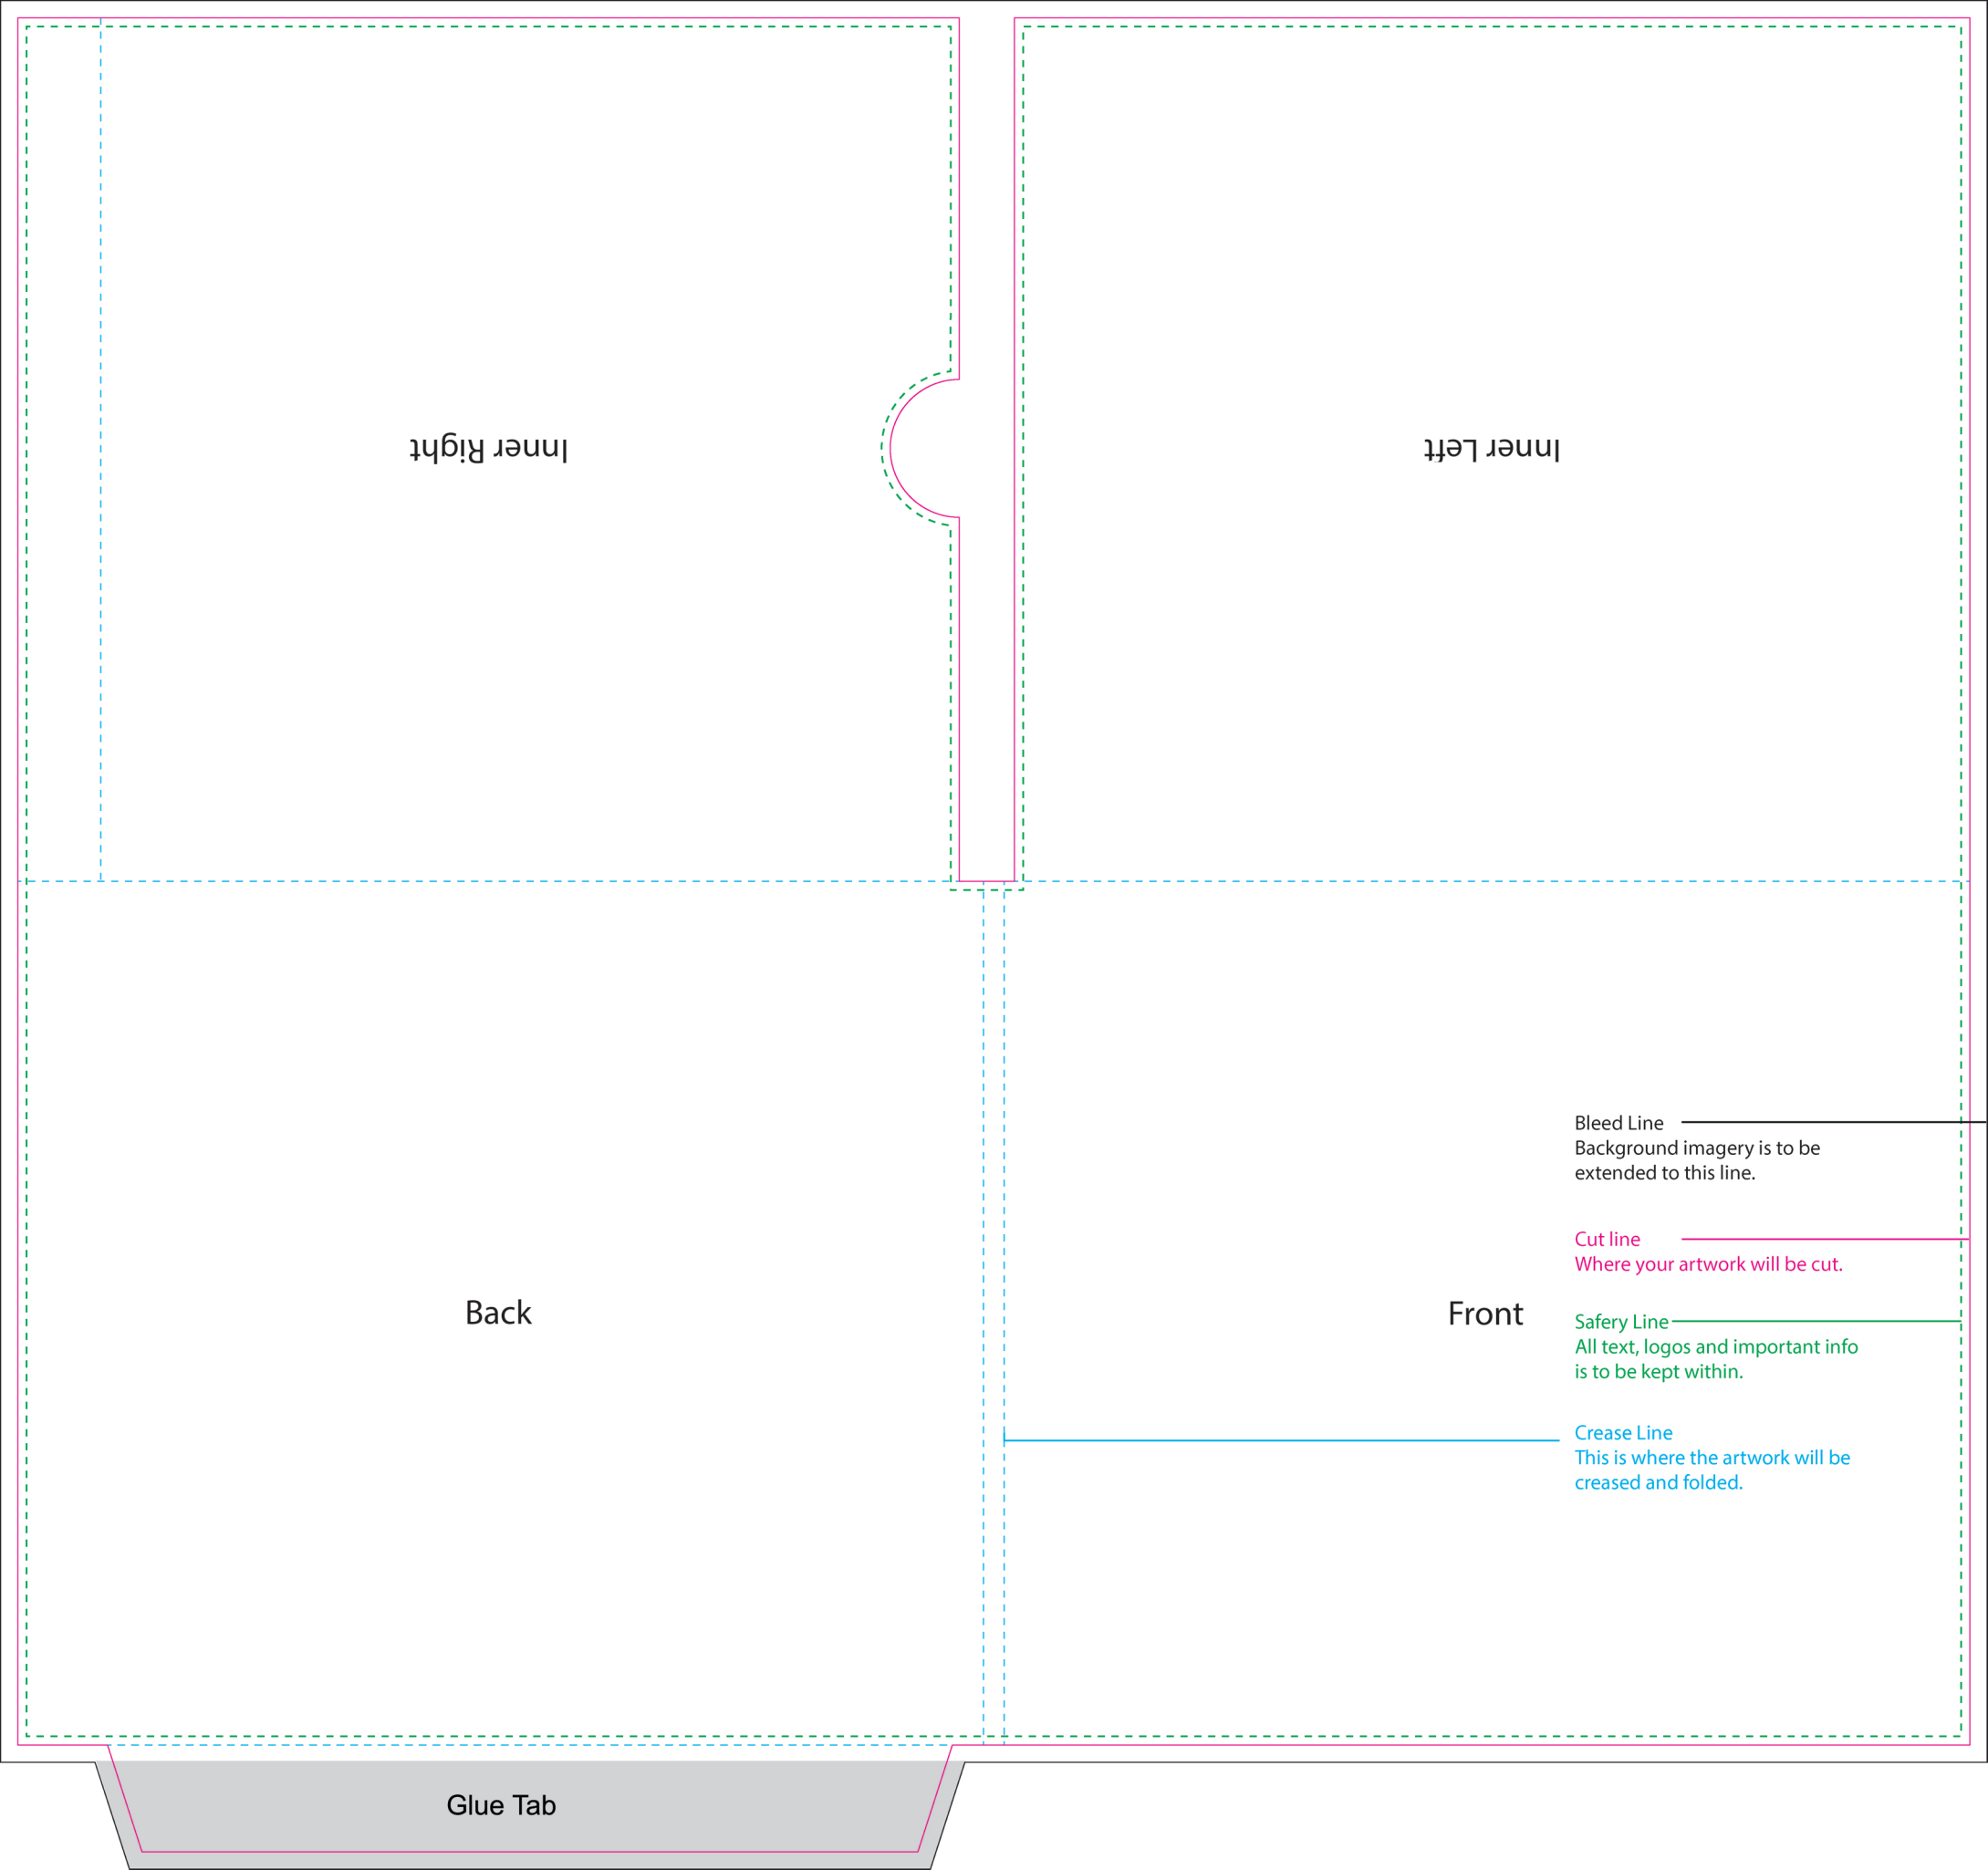 Inner Right
Inner Left
Bleed Line
Background imagery is to be
extended to this line.
Cut line
Where your artwork will be cut.
Back
Front
Safery Line
All text, logos and important info
is to be kept within.
Crease Line
This is where the artwork will be
creased and folded.
Glue Tab